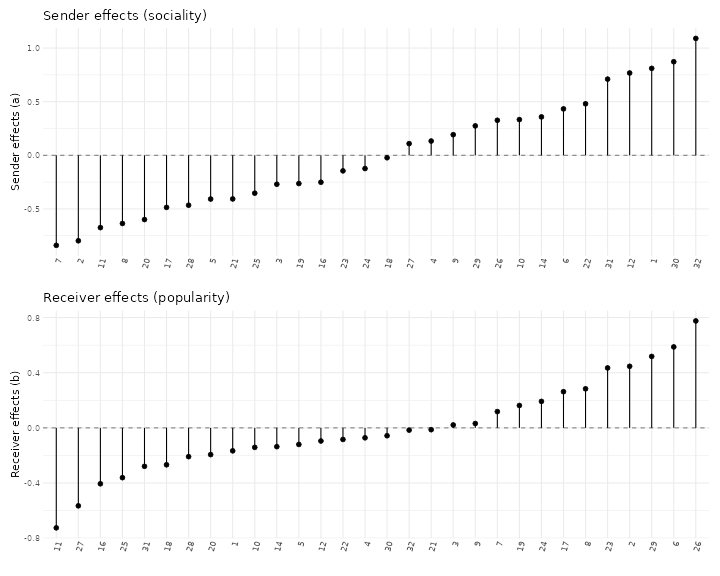 Sender effects (sociality)
Sender effects (a)
1.0
0.5
0.0
-0.5
7 2 11 8 20 17 28 5 21 25 3 19 16 23 24 18 27 4 9 29 26 10 14 6 22 31 12 1 30 32
Receiver effects (popularity)
Receiver effects (b)
0.8
0.4
0.0
-0.4
-0.8
11 27 16 25 31 18 28 20 1 10 14 5 12 22 4 30 32 21 3 9 7 19 24 17 8 23 2 29 6 26